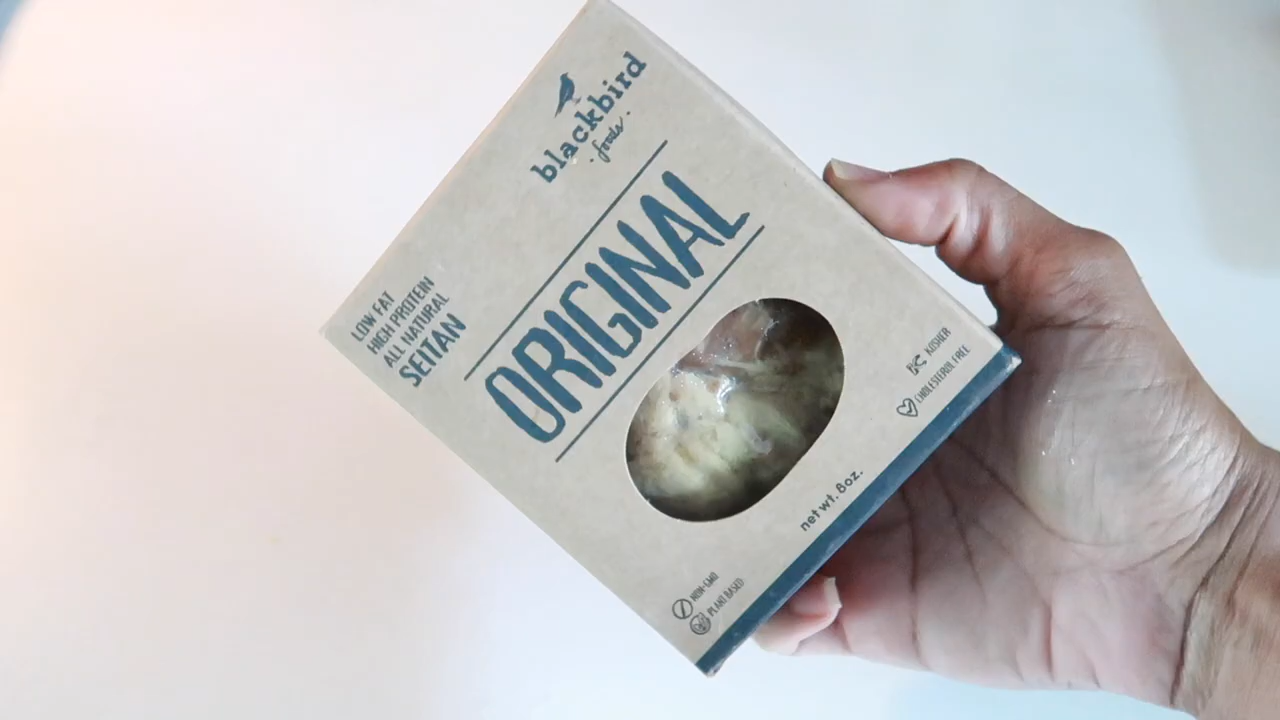 blackbird
foods
LOW FAT
HIGH PROTEIN
ALL NATURAL
SEITAN
ORIGINAL
KOSHER
CHOLESTEROL FREE
net wt. 8oz.
NON-GMO
PLANT BASED